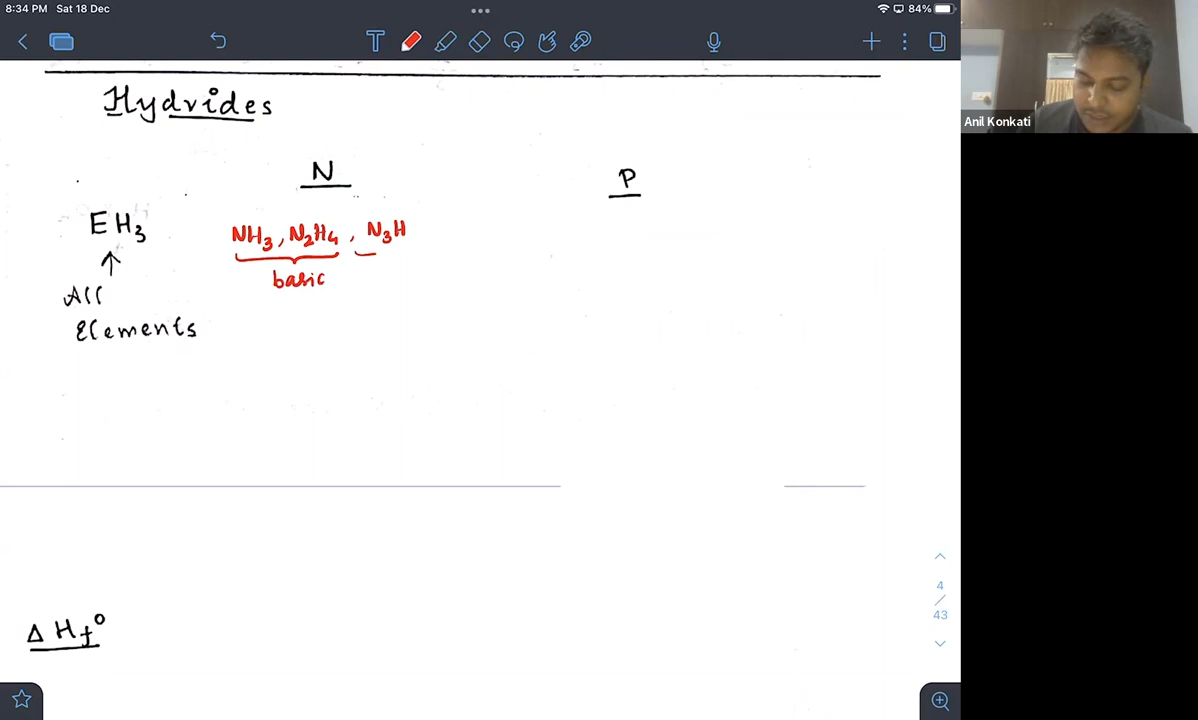 8:34 PM Sat 18 Dec
84%
Anil Konkati
Hydrides
N
P
EH₃
NH₃, N₂H₄, N₃H
basic
All
Elements
4
/
43
ΔHf°